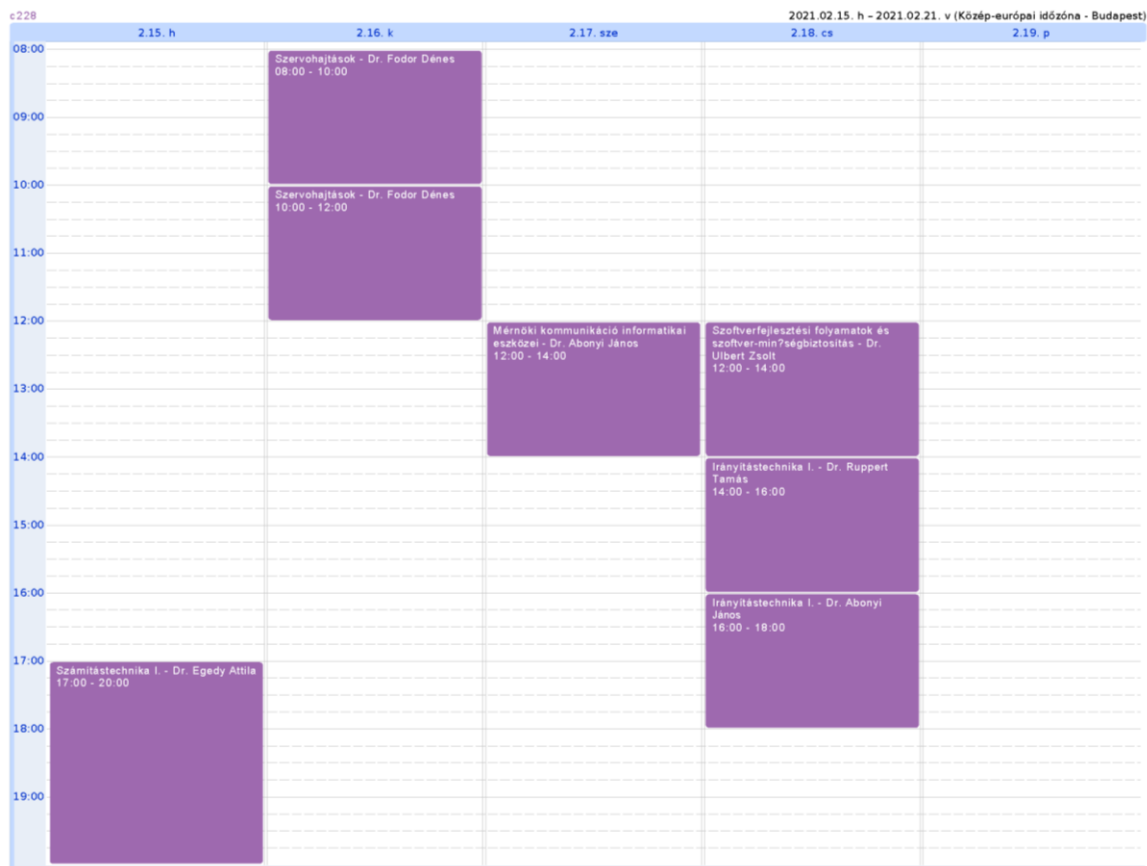 c228
2021.02.15. h – 2021.02.21. v (Közép-európai időzóna - Budapest)
2.15. h
2.16. k
2.17. sze
2.18. cs
2.19. p
08:00
09:00
10:00
11:00
12:00
13:00
14:00
15:00
16:00
17:00
18:00
19:00
Számítástechnika I. - Dr. Egedy Attila
17:00 - 20:00
Szervohajtások - Dr. Fodor Dénes
08:00 - 10:00
Szervohajtások - Dr. Fodor Dénes
10:00 - 12:00
Mérnöki kommunikáció informatikai
eszközei - Dr. Abonyi János
12:00 - 14:00
Szoftverfejlesztési folyamatok és
szoftver-min?ségbiztosítás - Dr.
Ulbert Zsolt
12:00 - 14:00
Irányítástechnika I. - Dr. Ruppert
Tamás
14:00 - 16:00
Irányítástechnika I. - Dr. Abonyi
János
16:00 - 18:00